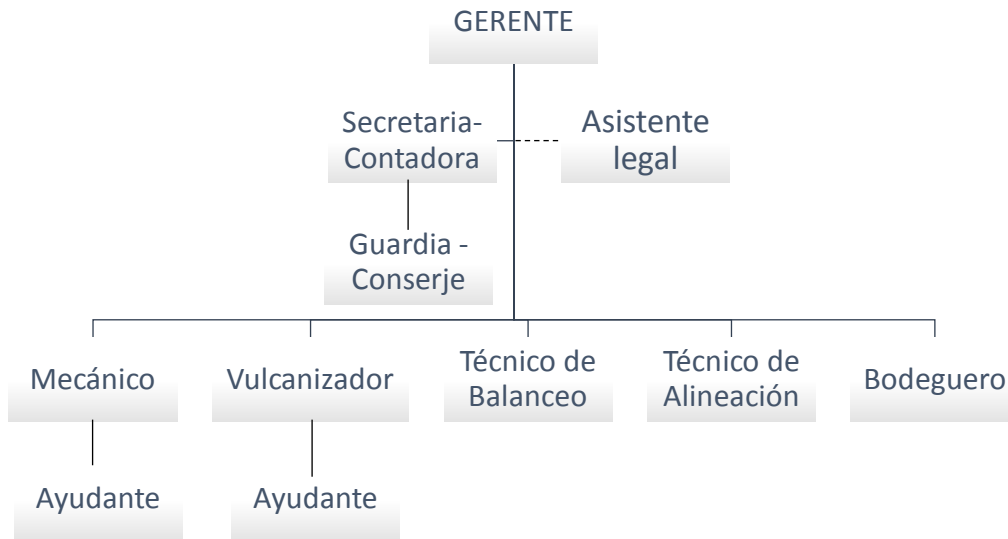 GERENTE
Secretaria-
Contadora
Asistente
legal
Guardia -
Conserje
Mecánico
Vulcanizador
Técnico de
Balanceo
Técnico de
Alineación
Bodeguero
Ayudante
Ayudante